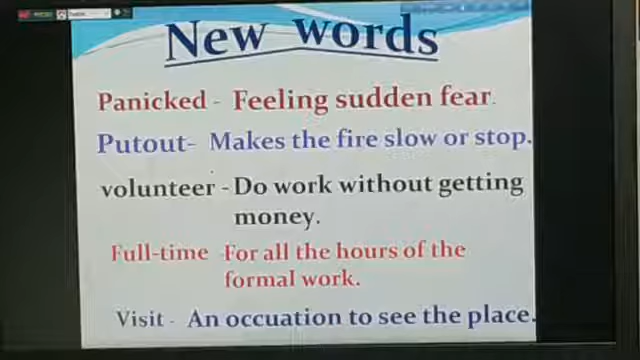 New words
Panicked - Feeling sudden fear.
Putout- Makes the fire slow or stop.
volunteer - Do work without getting
money.
Full-time For all the hours of the
formal work.
Visit - An occuation to see the place.